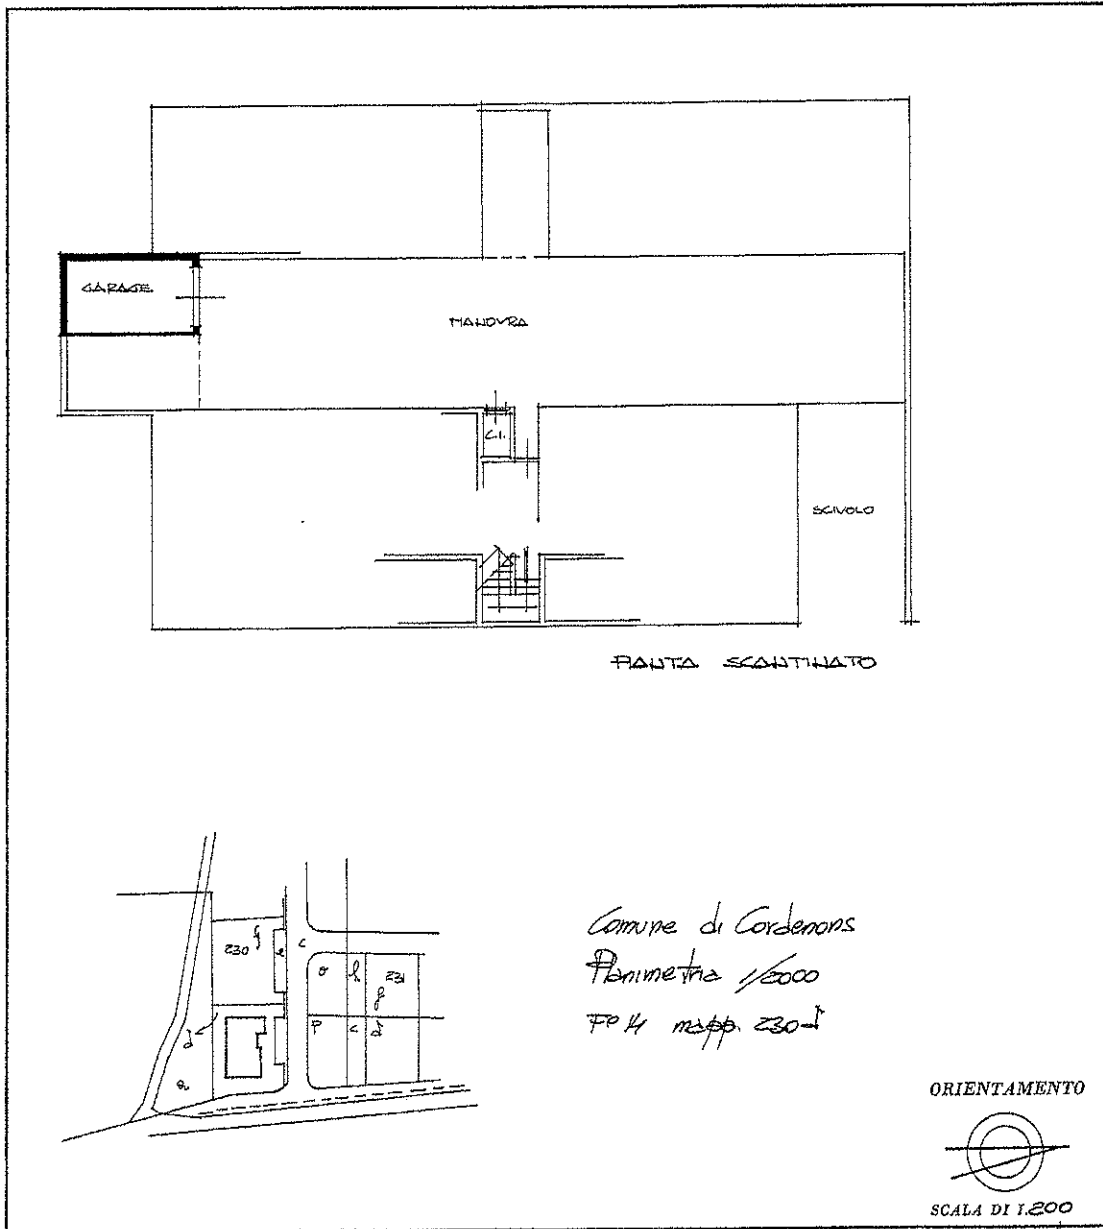 GARAGE
MANOVRA
C.I.
SCIVOLO
PIANTA SCANTINATO
230
e
c
o
h
231
g
p
c
d
d
a
Comune di Cordenons
Planimetria 1/2000
F° 14 mapp. 230-d
ORIENTAMENTO
SCALA DI 1:200